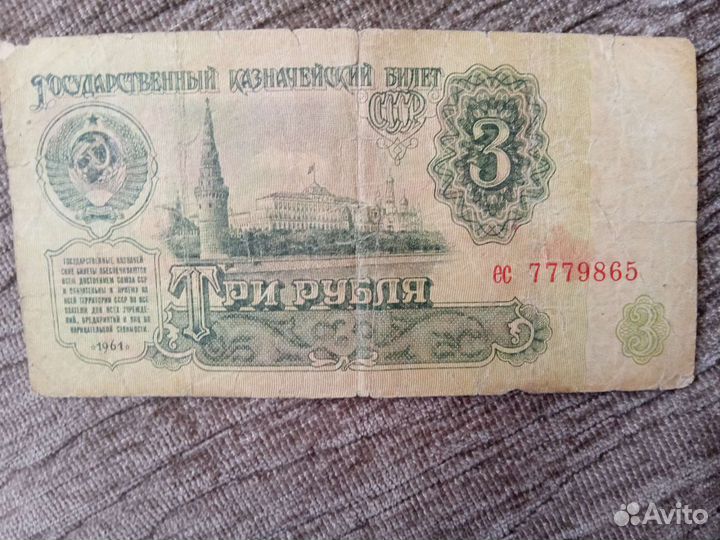 Государственный казначейский билет
СССР
3
ГОСУДАРСТВЕННЫЕ КАЗНАЧЕЙ-
СКИЕ БИЛЕТЫ ОБЕСПЕЧИВАЮТСЯ
ВСЕМ ДОСТОЯНИЕМ СОЮЗА ССР
И ОБЯЗАТЕЛЬНЫ К ПРИЕМУ НА
ВСЕЙ ТЕРРИТОРИИ СССР ВО ВСЕ
ПЛАТЕЖИ ДЛЯ ВСЕХ УЧРЕЖДЕ-
НИЙ, ПРЕДПРИЯТИЙ И ЛИЦ ПО
НАРИЦАТЕЛЬНОЙ СТОИМОСТИ.
1961
ес 7779865
Три рубля
3
Avito